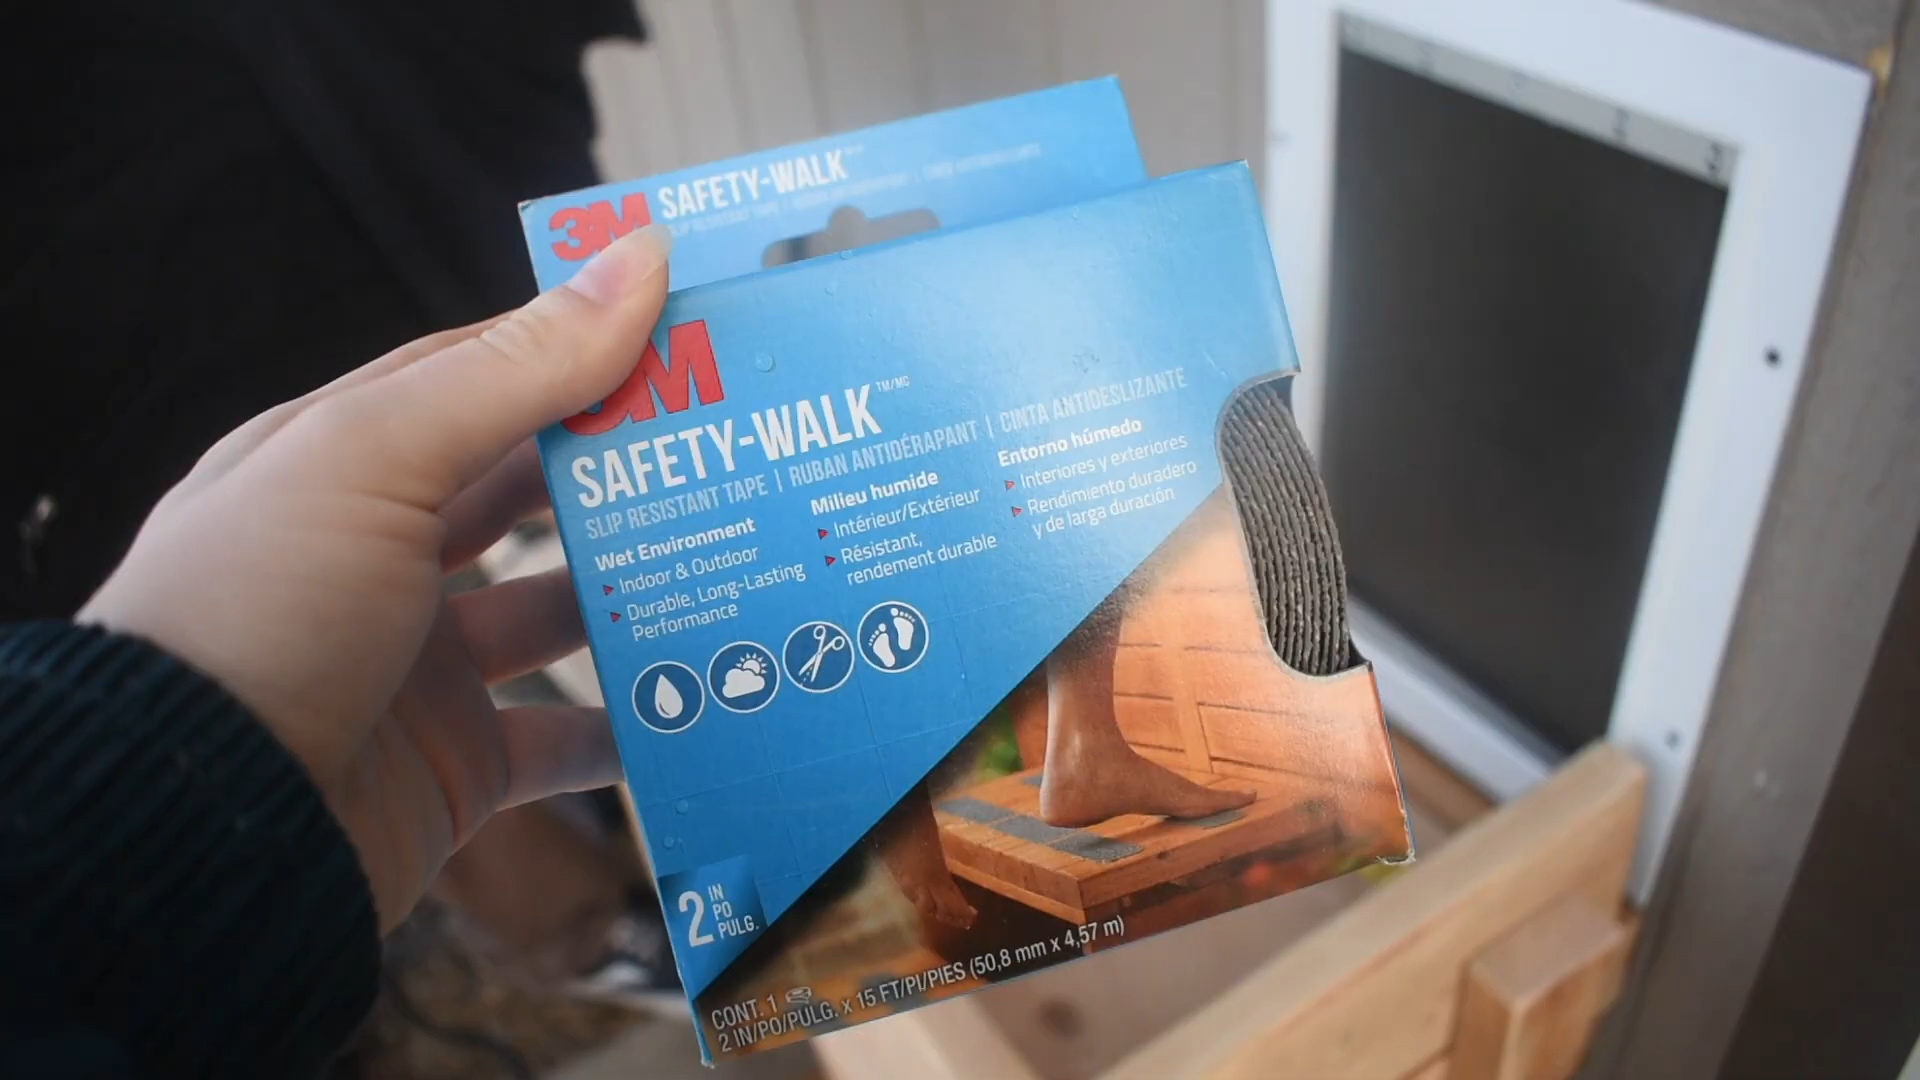 3M SAFETY-WALK
3M
SAFETY-WALK TM/MC
SLIP RESISTANT TAPE | RUBAN ANTIDÉRAPANT | CINTA ANTIDESLIZANTE
Wet Environment
Indoor & Outdoor
Durable, Long-Lasting
Performance
Milieu humide
Intérieur/Extérieur
Résistant,
rendement durable
Entorno húmedo
Interiores y exteriores
Rendimiento duradero
y de larga duración
2 IN
PO
PULG.
CONT. 1
2 IN/PO/PULG. x 15 FT/PI/PIES (50,8 mm x 4,57 m)